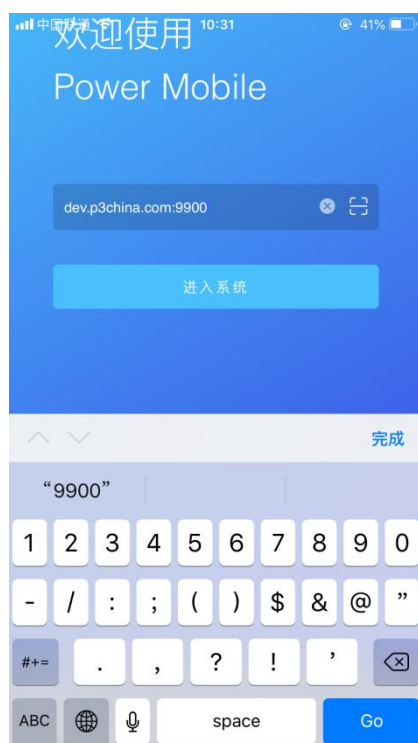 中国联通 10:31 41%
欢迎使用
Power Mobile
dev.p3china.com:9900
进入系统
完成
“9900”
1 2 3 4 5 6 7 8 9 0
- / : ; ( ) $ & @ ”
#+= . , ? ! ’
ABC space Go